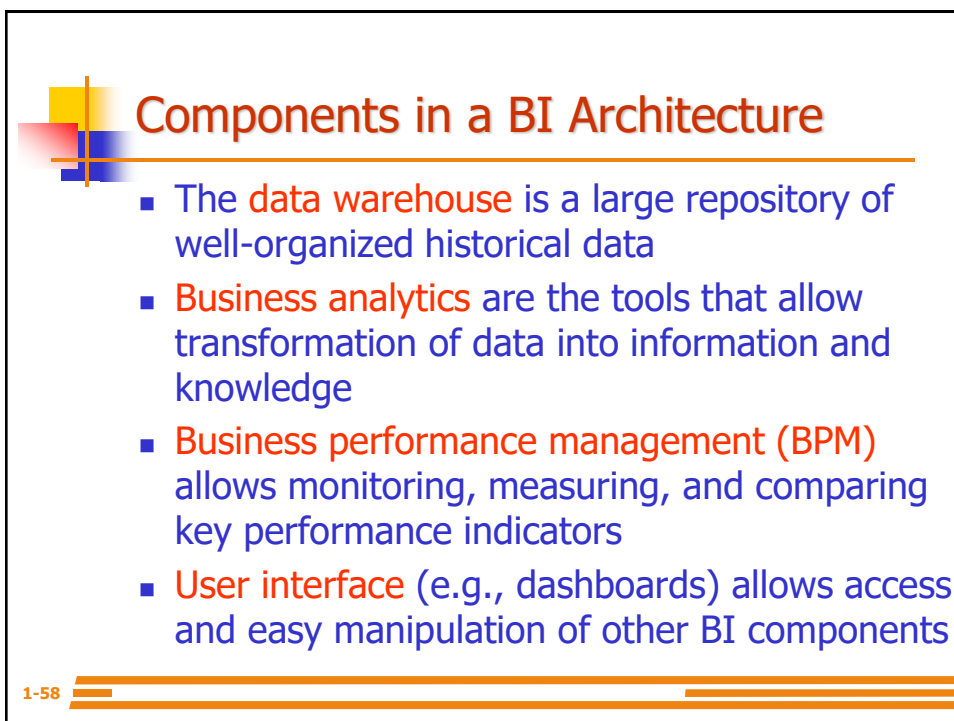 Components in a BI Architecture
■ The data warehouse is a large repository of
well-organized historical data
■ Business analytics are the tools that allow
transformation of data into information and
knowledge
■ Business performance management (BPM)
allows monitoring, measuring, and comparing
key performance indicators
■ User interface (e.g., dashboards) allows access
and easy manipulation of other BI components
1-58